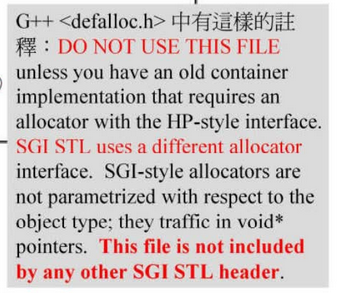 G++ <defalloc.h> 中有這樣的註
釋：DO NOT USE THIS FILE
unless you have an old container
implementation that requires an
allocator with the HP-style interface.
SGI STL uses a different allocator
interface. SGI-style allocators are
not parametrized with respect to the
object type; they traffic in void*
pointers. This file is not included
by any other SGI STL header.